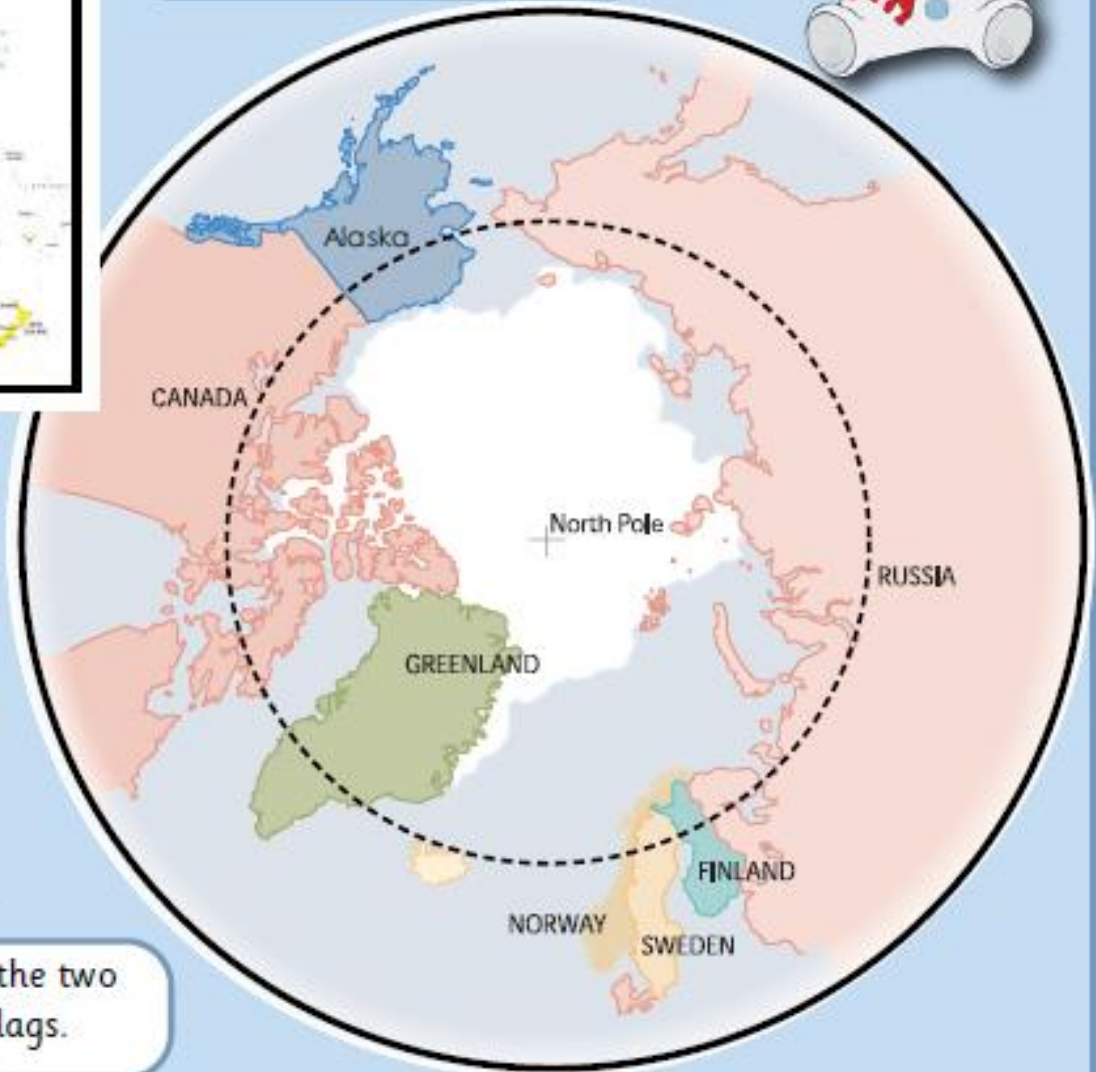 Alaska
CANADA
North Pole
RUSSIA
GREENLAND
FINLAND
NORWAY
SWEDEN
the two
lags.